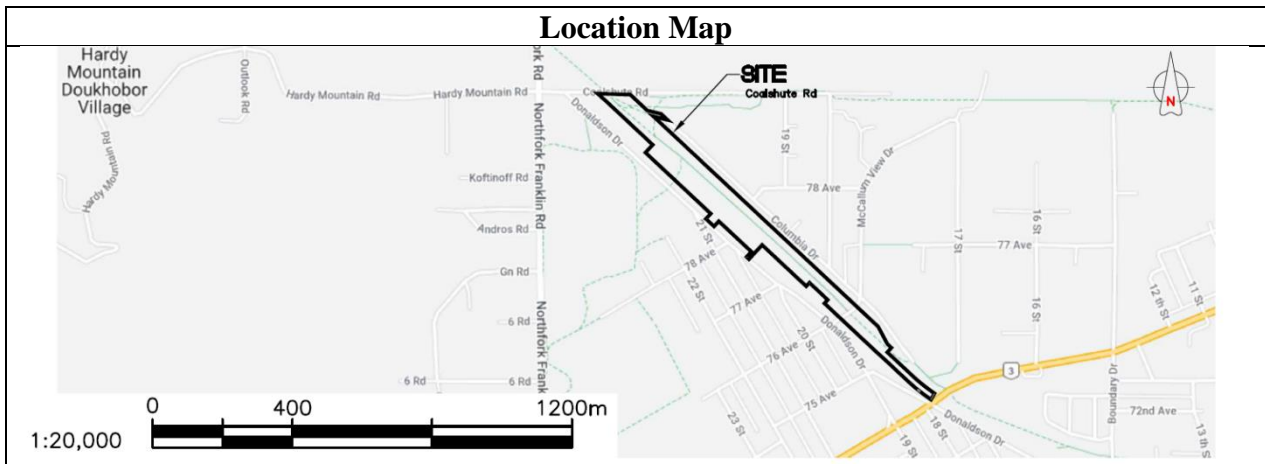 Location Map
Hardy
Mountain
Doukhobor
Village
Outlook Rd
Hardy Mountain Rd
Hardy Mountain Rd
Hardy Mountain Rd
rk Rd
Northfork Franklin Rd
Northfork Frank
Koftinoff Rd
Andros Rd
Gn Rd
6 Rd
6 Rd
6 Rd
Coalshute Rd
SITE
Coalshute Rd
N
Donaldson Dr
19 St
78 Ave
McCallum View Dr
Columbia Dr
17 St
16 St
77 Ave
16 St
12 th St
11 St
21 St
78 Ave
22 St
77 Ave
20 St
Donaldson Dr
76 Ave
75 Ave
23 St
3
Boundary Dr
72nd Ave
13 th St
18 St
19 St
Donaldson Dr
0 400 1200m
1:20,000